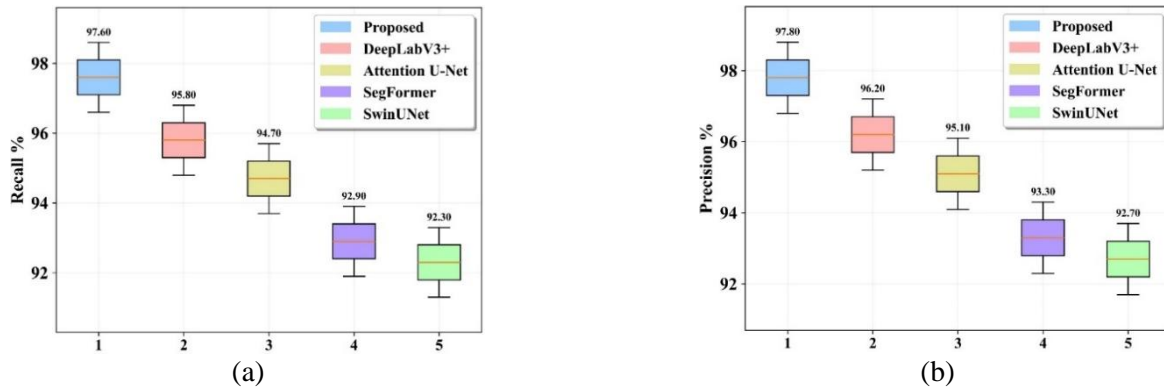 97.60
98
95.80
96
94.70
94
92.90
92.30
92
Recall %
1 2 3 4 5
Proposed
DeepLabV3+
Attention U-Net
SegFormer
SwinUNet
(a)
97.80
98
96.20
96
95.10
94
93.30
92.70
92
Precision %
1 2 3 4 5
Proposed
DeepLabV3+
Attention U-Net
SegFormer
SwinUNet
(b)